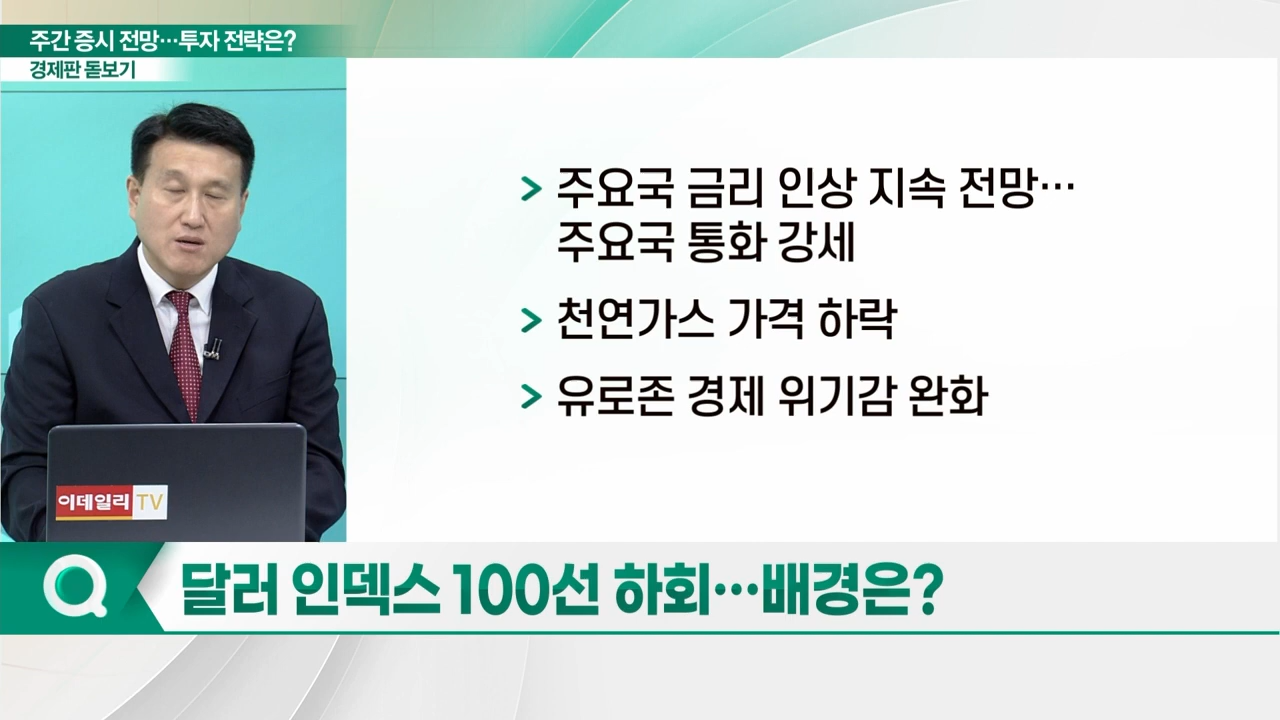 주간 증시 전망…투자 전략은?
경제판 돋보기
> 주요국 금리 인상 지속 전망…
주요국 통화 강세
> 천연가스 가격 하락
> 유로존 경제 위기감 완화
이데일리 TV
달러 인덱스 100선 하회…배경은?